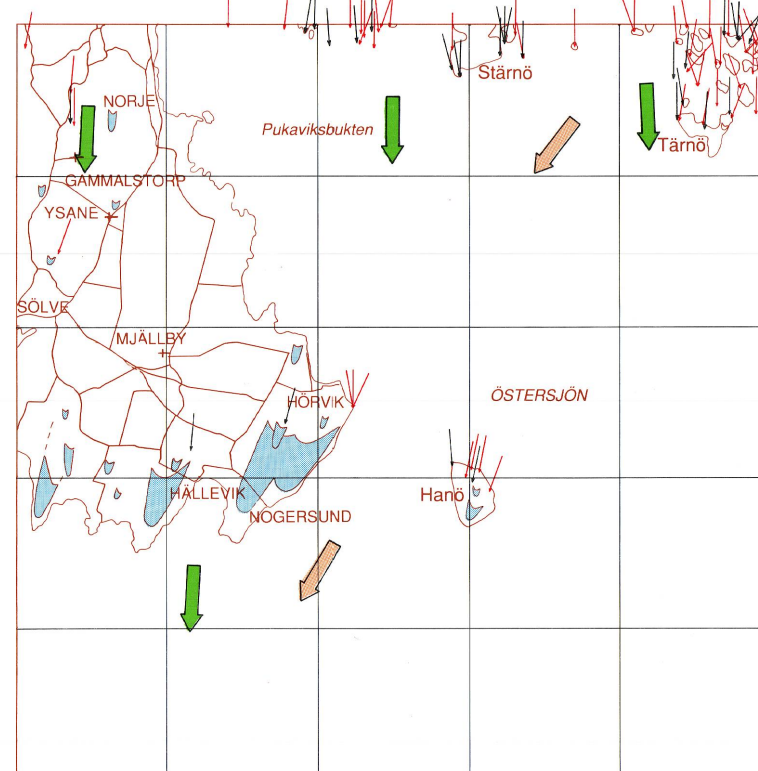 Stärnö
NORJE
Pukaviksbukten
Tärnö
GAMMALSTORP
YSANE
SÖLVE
MJÄLLBY
ÖSTERSJÖN
HÖRVIK
HÄLLEVIK
Hanö
NOGERSUND